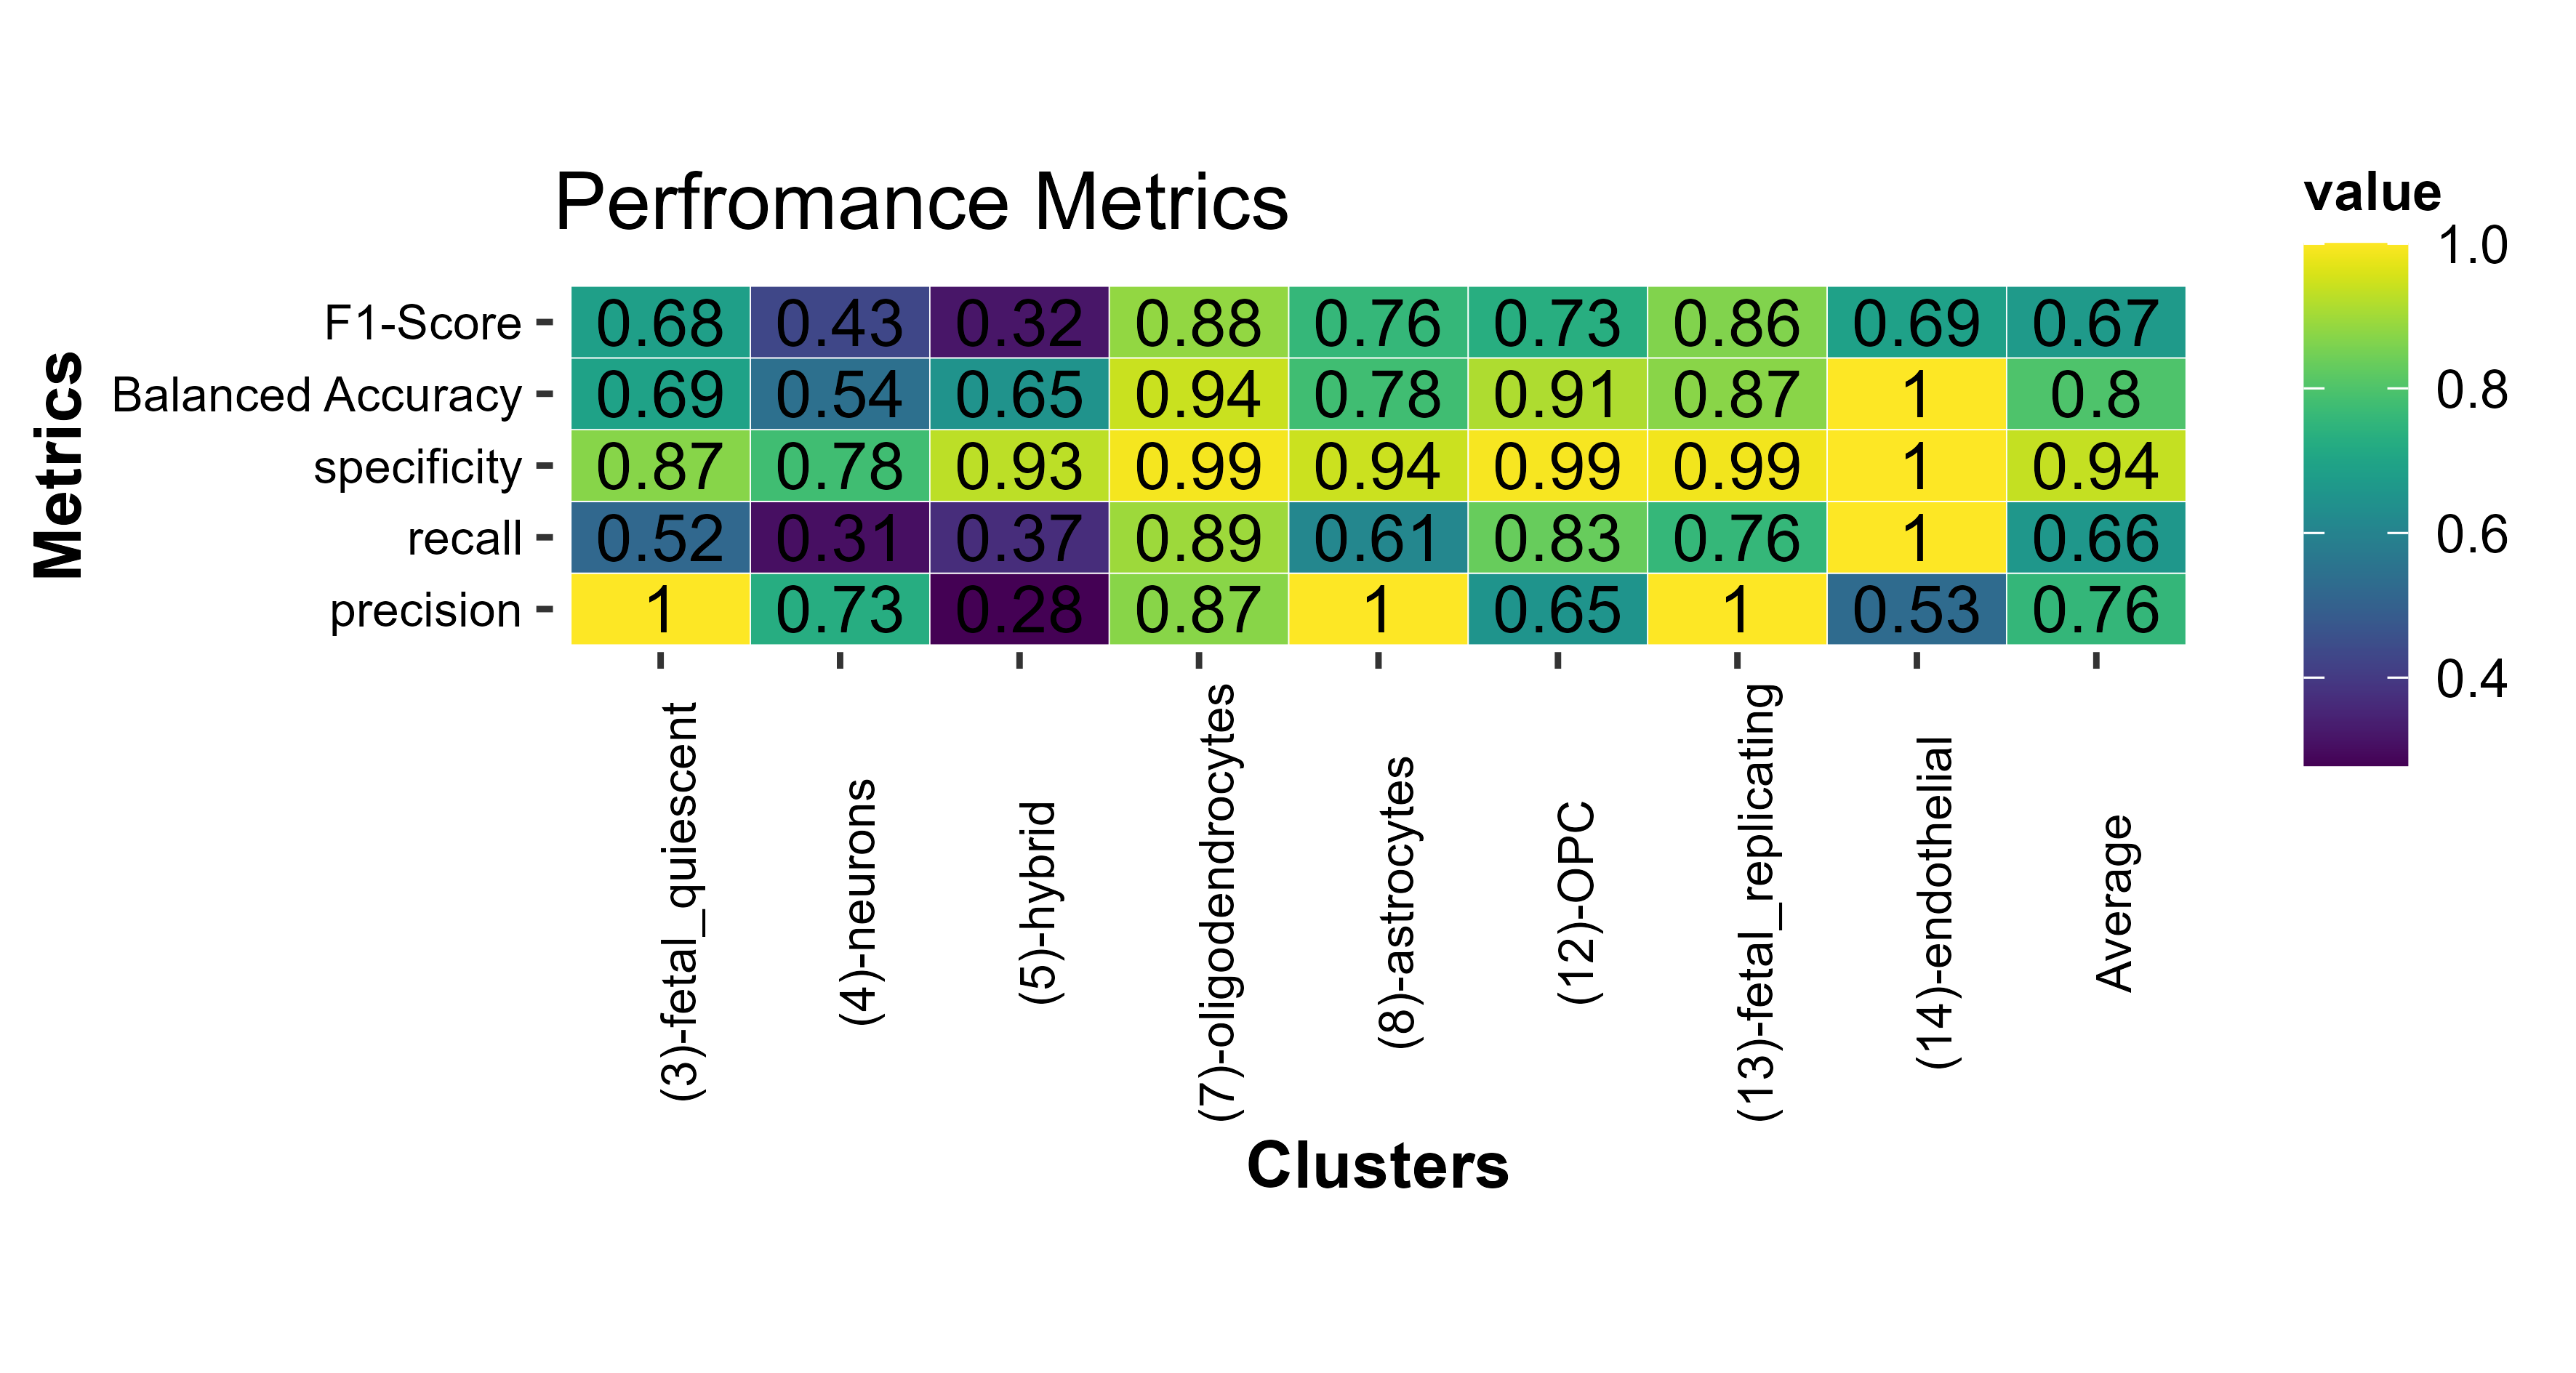 Perfromance Metrics
value
1.0
0.8
0.6
0.4
Metrics
F1-Score 0.68 0.43 0.32 0.88 0.76 0.73 0.86 0.69 0.67
Balanced Accuracy 0.69 0.54 0.65 0.94 0.78 0.91 0.87 1 0.8
specificity 0.87 0.78 0.93 0.99 0.94 0.99 0.99 1 0.94
recall 0.52 0.31 0.37 0.89 0.61 0.83 0.76 1 0.66
precision 1 0.73 0.28 0.87 1 0.65 1 0.53 0.76
(3)-fetal_quiescent
(4)-neurons
(5)-hybrid
(7)-oligodendrocytes
(8)-astrocytes
(12)-OPC
(13)-fetal_replicating
(14)-endothelial
Average
Clusters